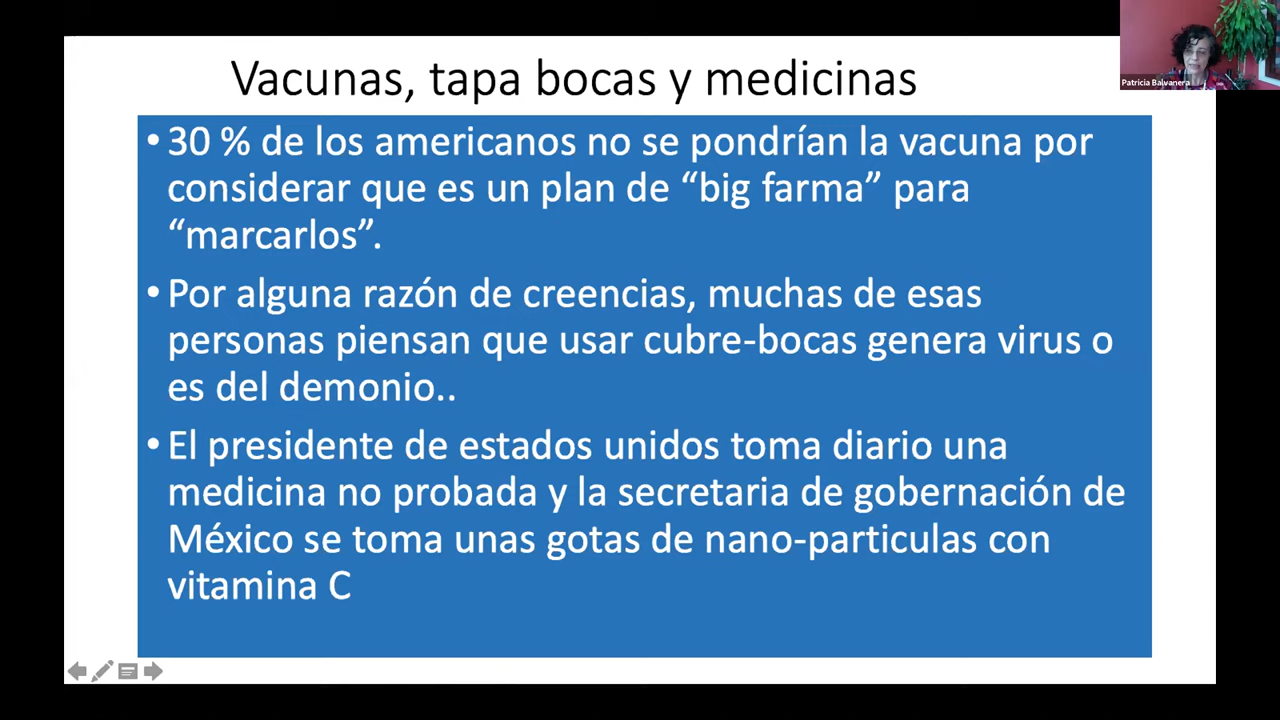 Vacunas, tapa bocas y medicinas
Patricia Balvanera
• 30 % de los americanos no se pondrían la vacuna por
considerar que es un plan de “big farma” para
“marcarlos”.
• Por alguna razón de creencias, muchas de esas
personas piensan que usar cubre-bocas genera virus o
es del demonio..
• El presidente de estados unidos toma diario una
medicina no probada y la secretaria de gobernación de
México se toma unas gotas de nano-particulas con
vitamina C